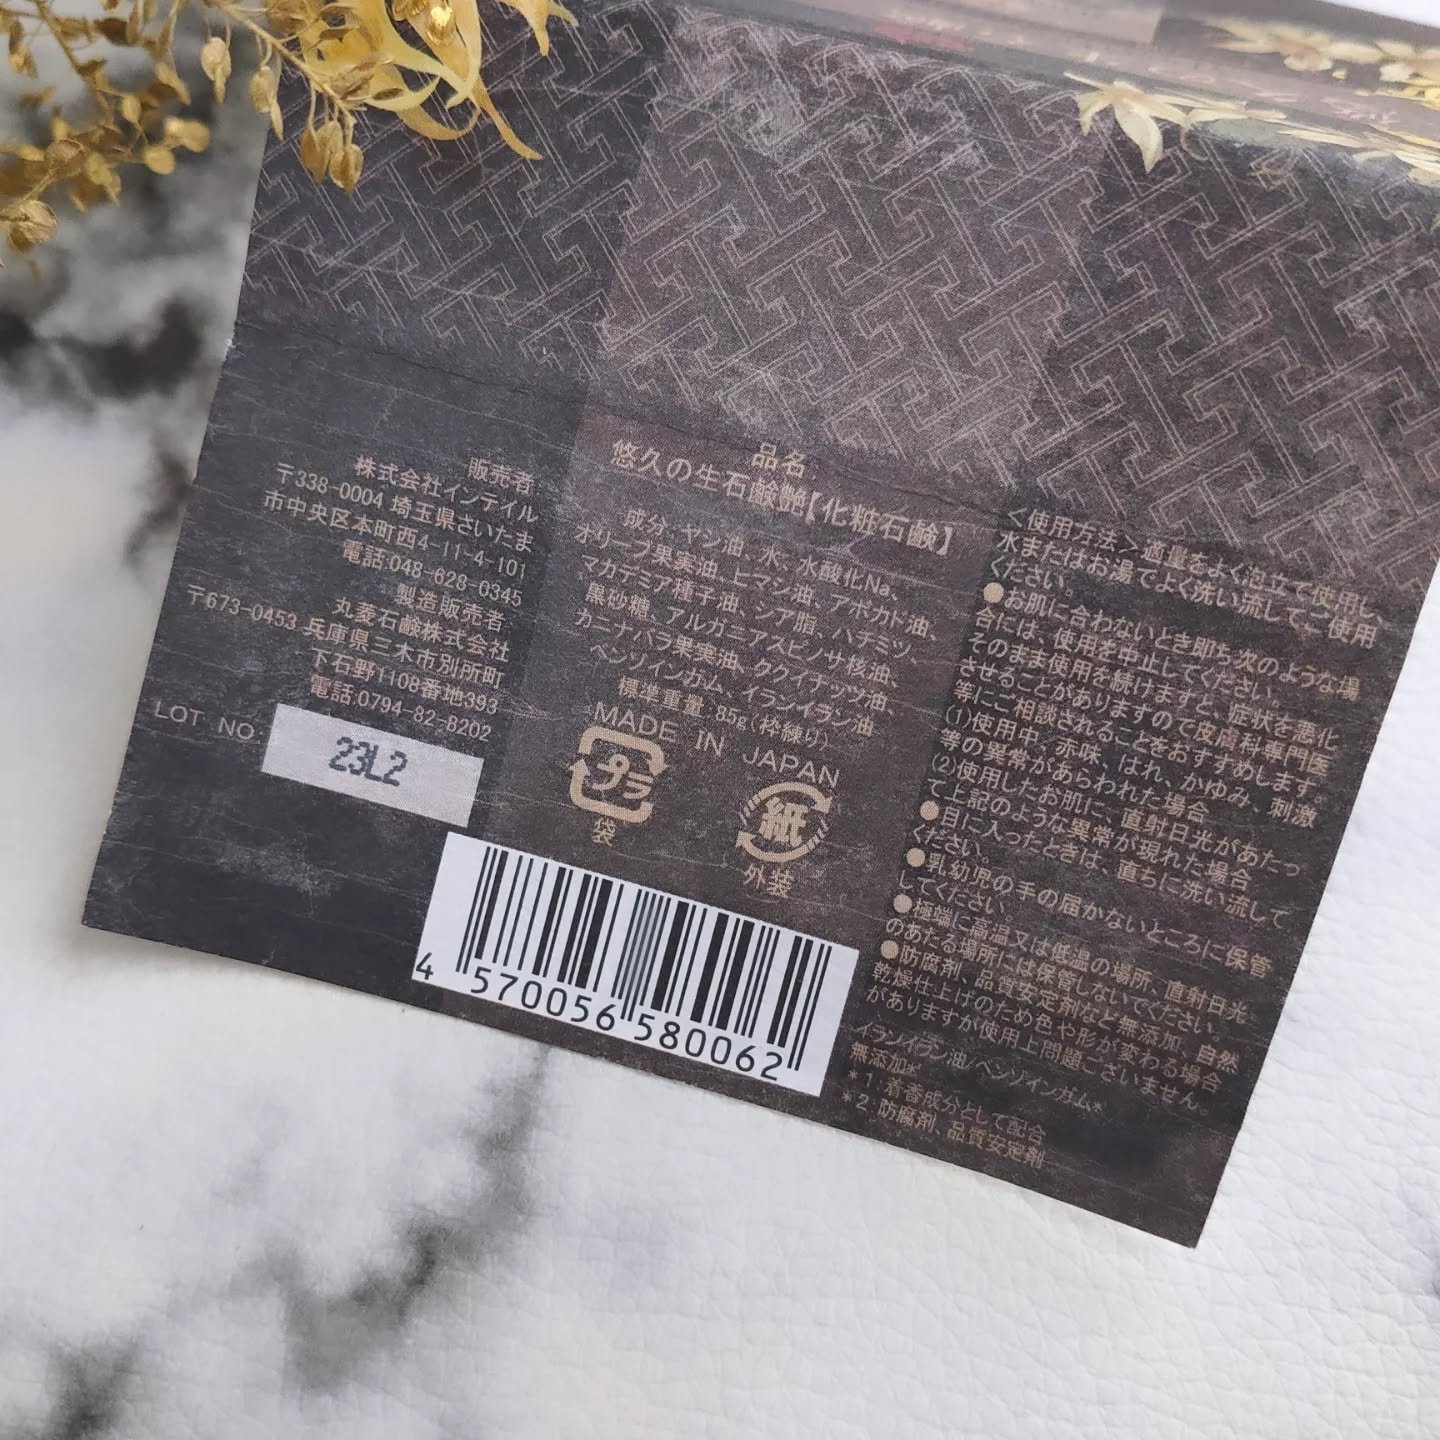 販売者
株式会社インテイル
〒338-0004 埼玉県さいたま
市中央区本町西4-11-4-101
電話:048-628-0345
製造販売者
丸菱石鹸株式会社
〒673-0453 兵庫県三木市別所町
下石野1108番地393
電話:0794-82-8202
LOT NO:
23L2
品名
悠久の生石鹸艶【化粧石鹸】
成分:ヤシ油、水、水酸化Na、
オリーブ果実油、ヒマシ油、アボカド油、
マカデミア種子油、シア脂、ハチミツ、
黒砂糖、アルガニアスピノサ核油、
カニナバラ果実油、ククイナッツ油、
ベンゾインガム、イランイラン油
標準重量:85g(枠練り)
MADE IN JAPAN
プラ
袋
紙
外装
4 570056 580062
<使用方法>適量をよく泡立て使用し、
水またはお湯でよく洗い流してご使用
ください。
●お肌に合わないとき即ち次のような場
合には、使用を中止してください。
そのまま使用を続けますと、症状を悪化
させることがありますので皮膚科専門医
等にご相談されることをおすすめします。
(1)使用中、赤味、はれ、かゆみ、刺激
等の異常があらわれた場合
(2)使用したお肌に、直射日光があたっ
て上記のような異常が現れた場合
●目に入ったときは、直ちに洗い流して
ください。
●乳幼児の手の届かないところに保管
してください。
●極端に高温又は低温の場所、直射日光
のあたる場所には保管しないでください。
●防腐剤、品質安定剤など無添加、自然
乾燥仕上げのため色や形が変わる場合
がありますが使用上問題ございません。
イランイラン油/ベンゾインガム*
無添加*
*1:着香成分として配合
*2:防腐剤、品質安定剤